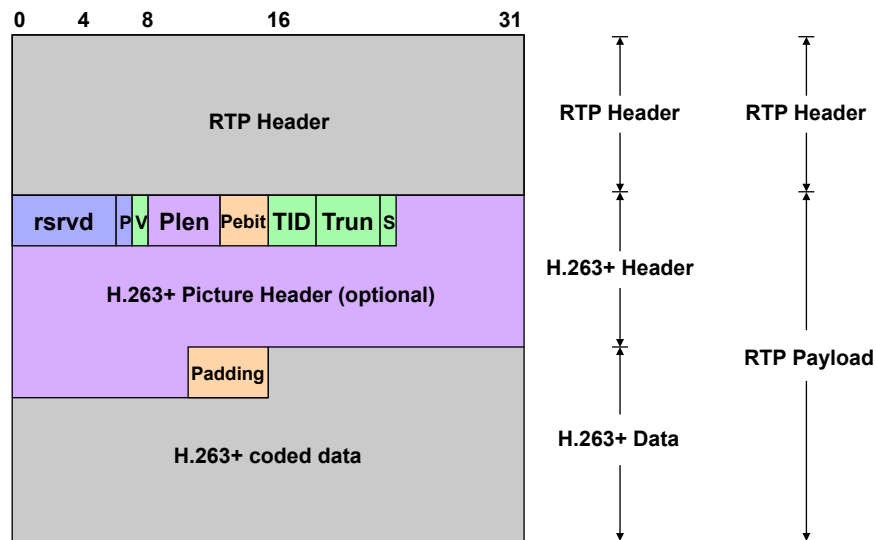 0 4 8 16 31
RTP Header
RTP Header
RTP Header
rsrvd P V Plen Pebit TID Trun S
H.263+ Header
H.263+ Picture Header (optional)
RTP Payload
Padding
H.263+ Data
H.263+ coded data